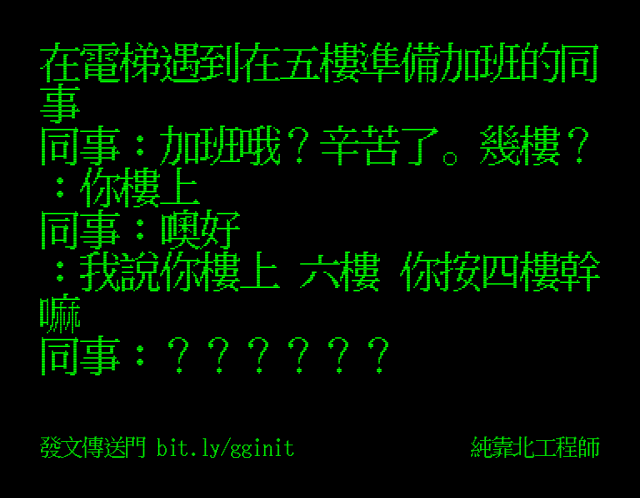 在電梯遇到在五樓準備加班的同
事
同事：加班哦？辛苦了。幾樓？
：你樓上
同事：噢好
：我說你樓上 六樓 你按四樓幹
嘛
同事：？？？？？？
發文傳送門 bit.ly/gginit
純靠北工程師